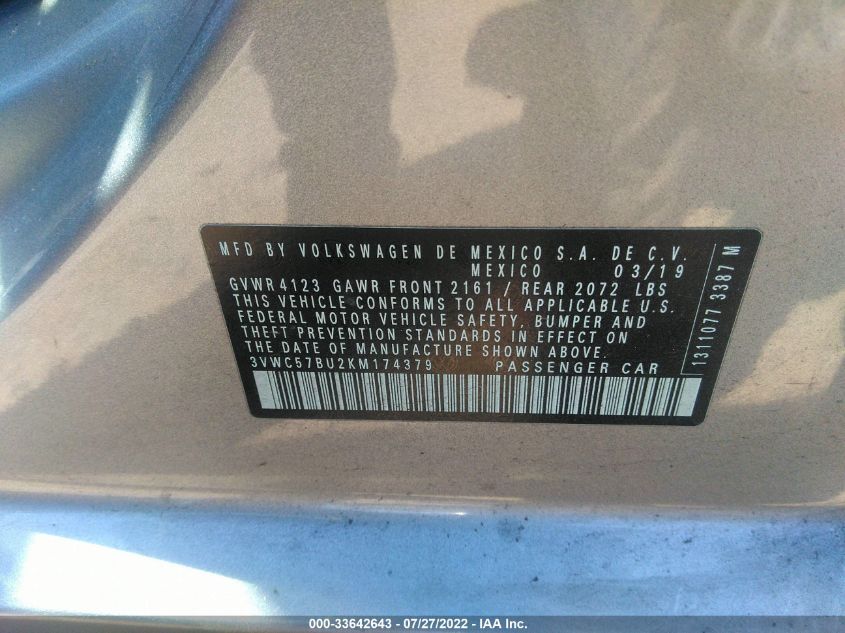 MFD BY VOLKSWAGEN DE MEXICO S.A. DE C.V.
MEXICO 03/19
GVWR 4123 GAWR FRONT 2161 / REAR 2072 LBS
THIS VEHICLE CONFORMS TO ALL APPLICABLE U.S.
FEDERAL MOTOR VEHICLE SAFETY, BUMPER AND
THEFT PREVENTION STANDARDS IN EFFECT ON
THE DATE OF MANUFACTURE SHOWN ABOVE.
3VWC57BU2KM174379 PASSENGER CAR
1311077 3387 M
000-33642643 - 07/27/2022 - IAA Inc.